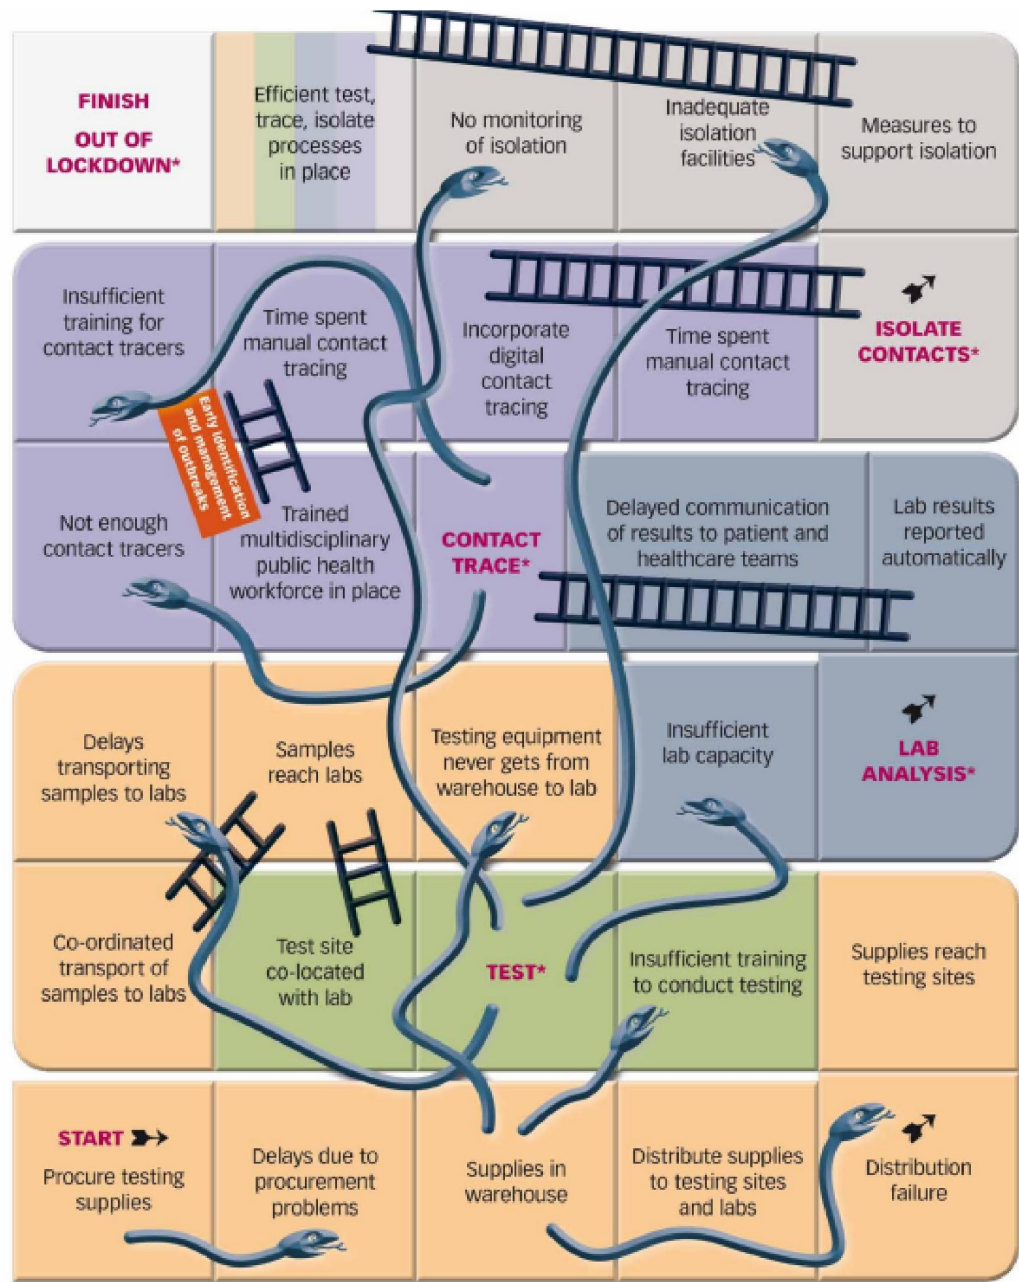 FINISH
OUT OF
LOCKDOWN*
Efficient test,
trace, isolate
processes
in place
No monitoring
of isolation
Inadequate
isolation
facilities
Measures to
support isolation
Insufficient
training for
contact tracers
Time spent
manual contact
tracing
Incorporate
digital
contact
tracing
Time spent
manual contact
tracing
ISOLATE
CONTACTS*
Early identification
and management
of outbreaks
Not enough
contact tracers
Trained
multidisciplinary
public health
workforce in place
CONTACT
TRACE*
Delayed communication
of results to patient and
healthcare teams
Lab results
reported
automatically
Delays
transporting
samples to labs
Samples
reach labs
Testing equipment
never gets from
warehouse to lab
Insufficient
lab capacity
LAB
ANALYSIS*
Co-ordinated
transport of
samples to labs
Test site
co-located
with lab
TEST*
Insufficient training
to conduct testing
Supplies reach
testing sites
START
Procure testing
supplies
Delays due to
procurement
problems
Supplies in
warehouse
Distribute supplies
to testing sites
and labs
Distribution
failure